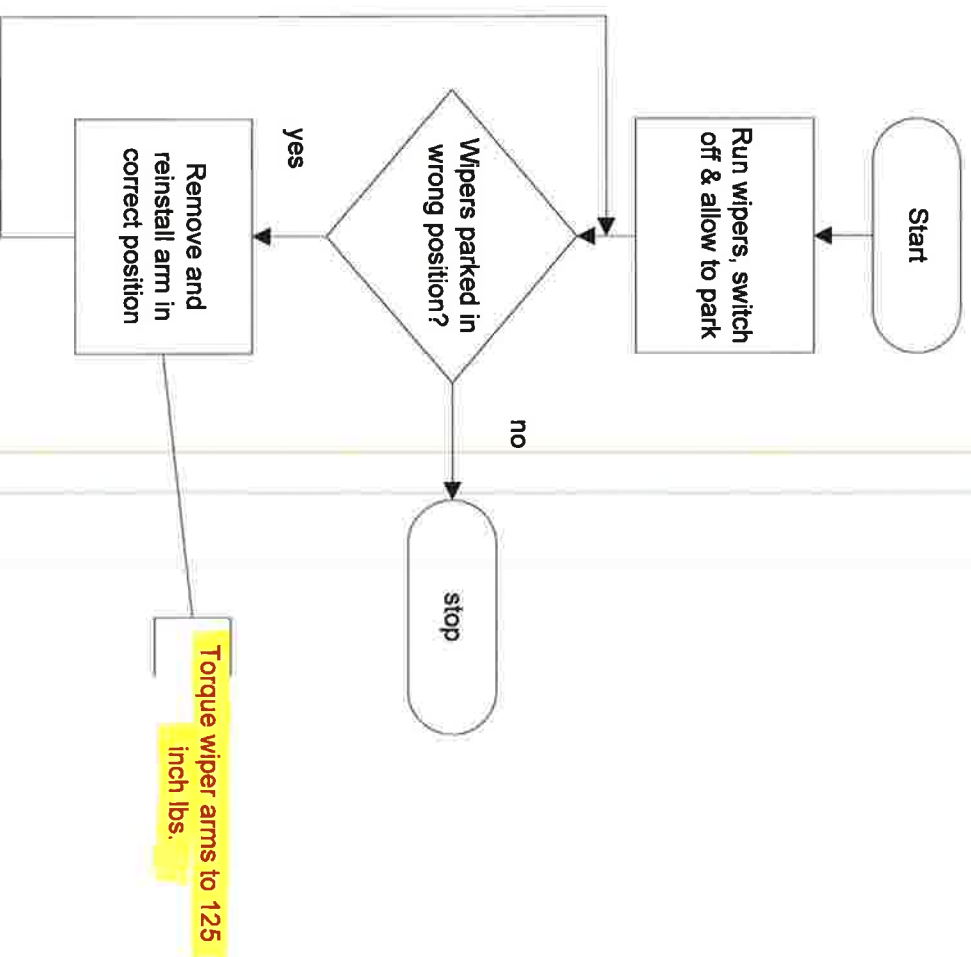 Start
Run wipers, switch
off & allow to park
Wipers parked in
wrong position?
no
stop
yes
Remove and
reinstall arm in
correct position
Torque wiper arms to 125
inch lbs.